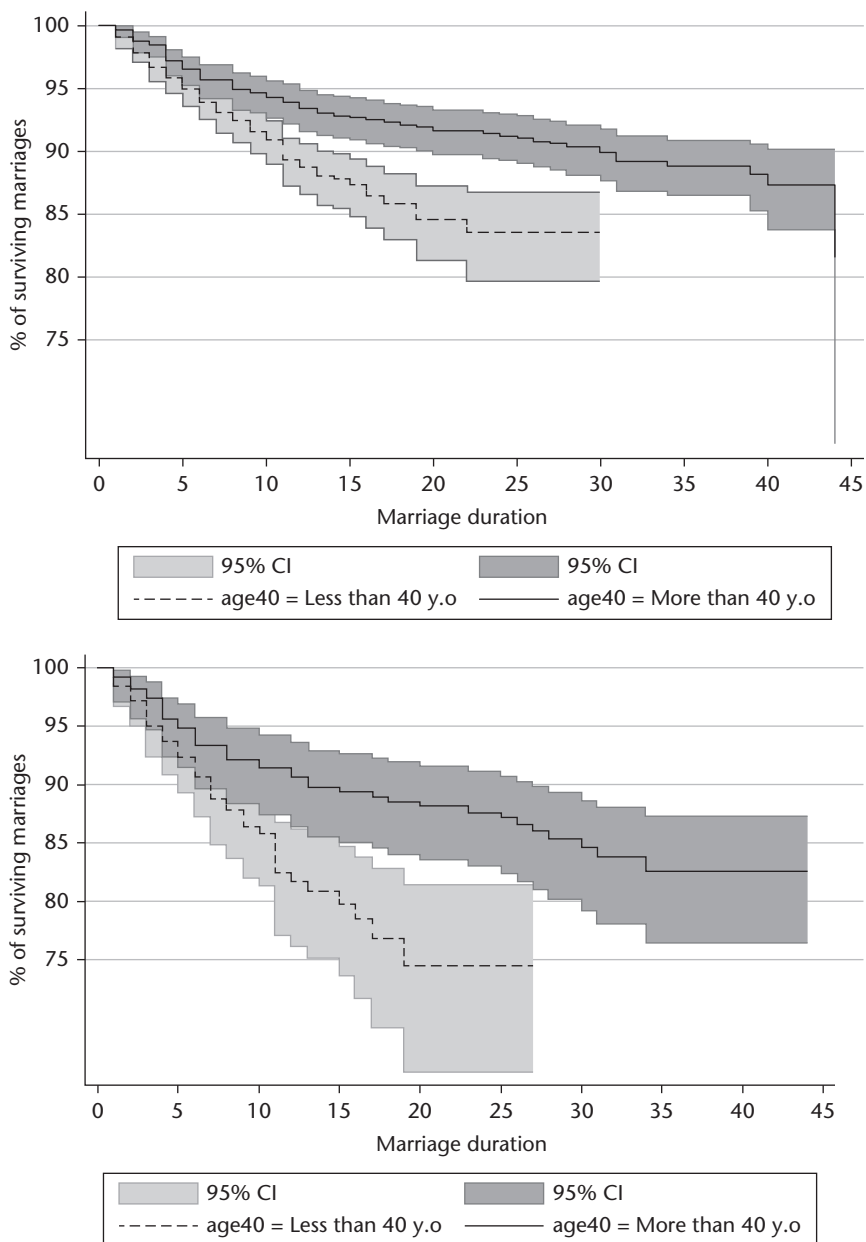 100
95
90
85
80
75
% of surviving marriages
0 5 10 15 20 25 30 35 40 45
Marriage duration
95% CI 95% CI
age40 = Less than 40 y.o age40 = More than 40 y.o
100
95
90
85
80
75
% of surviving marriages
0 5 10 15 20 25 30 35 40 45
Marriage duration
95% CI 95% CI
age40 = Less than 40 y.o age40 = More than 40 y.o